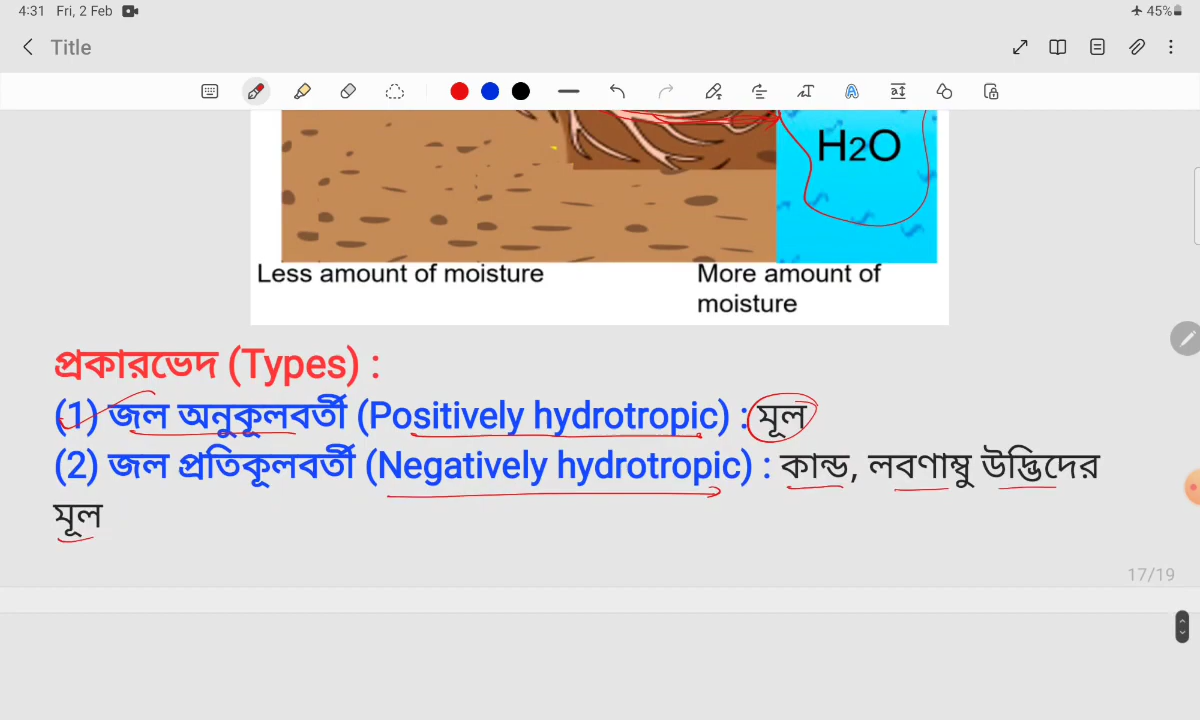 4:31 Fri, 2 Feb 45%
Title
H2O
Less amount of moisture
More amount of
moisture
প্রকারভেদ (Types) :
(1) জল অনুকূলবর্তী (Positively hydrotropic) : মূল
(2) জল প্রতিকূলবর্তী (Negatively hydrotropic) : কান্ড, লবণাম্বু উদ্ভিদের
মূল
17/19